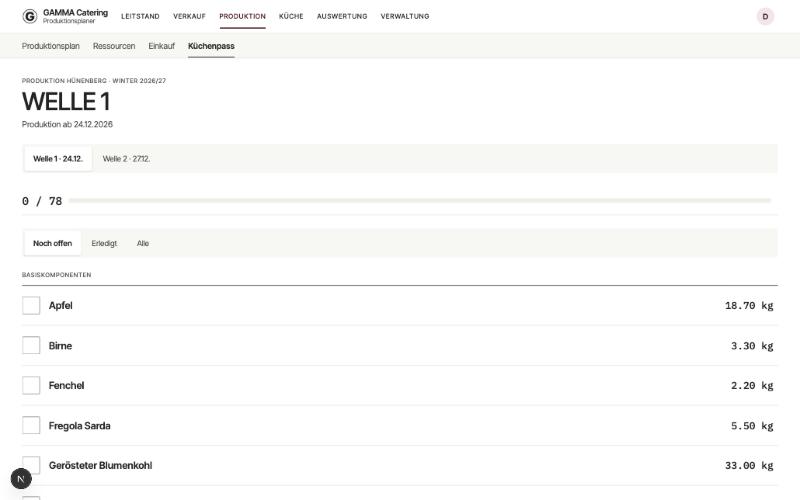 G GAMMA Catering
Produktionsplaner
LEITSTAND VERKAUF PRODUKTION KÜCHE AUSWERTUNG VERWALTUNG
D
Produktionsplan Ressourcen Einkauf Küchenpass
PRODUKTION HÜNENBERG · WINTER 2026/27
WELLE 1
Produktion ab 24.12.2026
Welle 1 · 24.12. Welle 2 · 27.12.
0 / 78
Noch offen Erledigt Alle
BASISKOMPONENTEN
Apfel 18.70 kg
Birne 3.30 kg
Fenchel 2.20 kg
Fregola Sarda 5.50 kg
Gerösteter Blumenkohl 33.00 kg
N